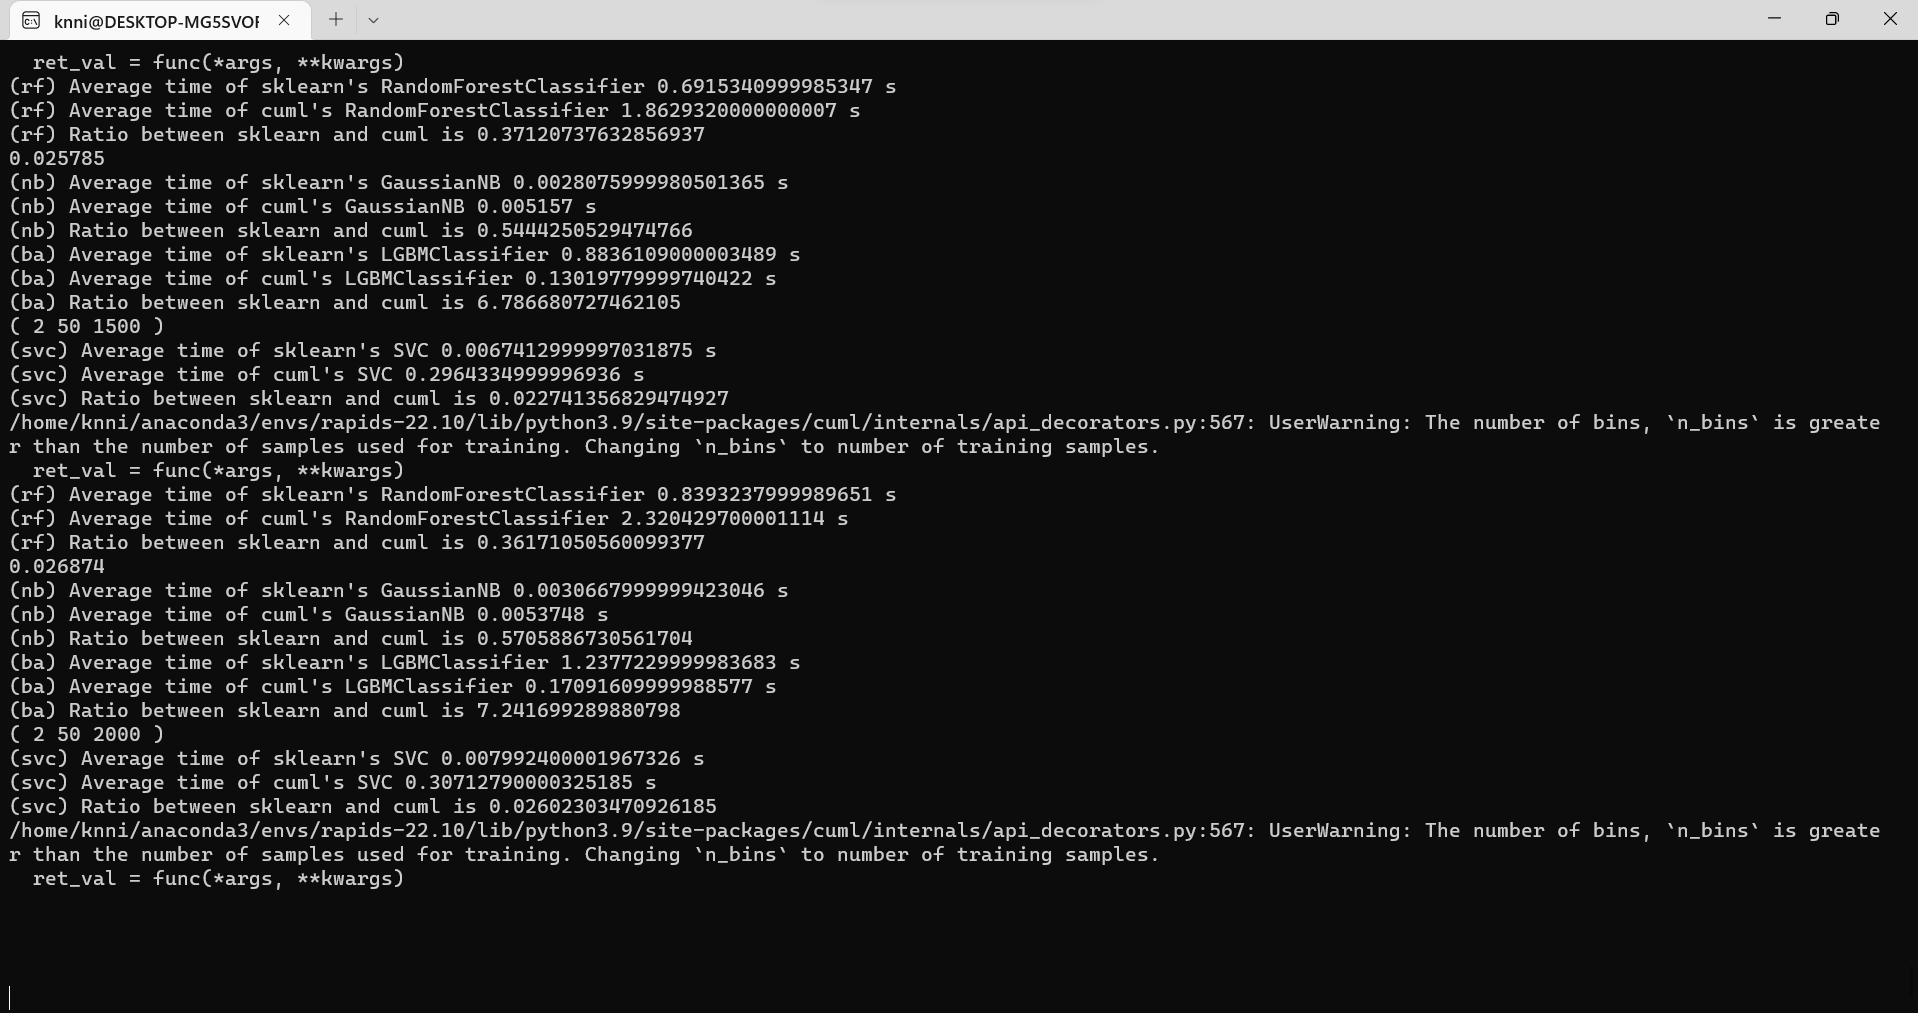 knni@DESKTOP-MG5SVOF
ret_val = func(*args, **kwargs)
(rf) Average time of sklearn's RandomForestClassifier 0.6915340999985347 s
(rf) Average time of cuml's RandomForestClassifier 1.8629320000000007 s
(rf) Ratio between sklearn and cuml is 0.37120737632856937
0.025785
(nb) Average time of sklearn's GaussianNB 0.0028075999980501365 s
(nb) Average time of cuml's GaussianNB 0.005157 s
(nb) Ratio between sklearn and cuml is 0.5444250529474766
(ba) Average time of sklearn's LGBMClassifier 0.8836109000003489 s
(ba) Average time of cuml's LGBMClassifier 0.13019779999740422 s
(ba) Ratio between sklearn and cuml is 6.786680727462105
( 2 50 1500 )
(svc) Average time of sklearn's SVC 0.0067412999997031875 s
(svc) Average time of cuml's SVC 0.2964334999996936 s
(svc) Ratio between sklearn and cuml is 0.022741356829474927
/home/knni/anaconda3/envs/rapids-22.10/lib/python3.9/site-packages/cuml/internals/api_decorators.py:567: UserWarning: The number of bins, `n_bins` is greate
r than the number of samples used for training. Changing `n_bins` to number of training samples.
ret_val = func(*args, **kwargs)
(rf) Average time of sklearn's RandomForestClassifier 0.8393237999989651 s
(rf) Average time of cuml's RandomForestClassifier 2.320429700001114 s
(rf) Ratio between sklearn and cuml is 0.36171050560099377
0.026874
(nb) Average time of sklearn's GaussianNB 0.0030667999999423046 s
(nb) Average time of cuml's GaussianNB 0.0053748 s
(nb) Ratio between sklearn and cuml is 0.5705886730561704
(ba) Average time of sklearn's LGBMClassifier 1.2377229999983683 s
(ba) Average time of cuml's LGBMClassifier 0.17091609999988577 s
(ba) Ratio between sklearn and cuml is 7.241699289880798
( 2 50 2000 )
(svc) Average time of sklearn's SVC 0.007992400001967326 s
(svc) Average time of cuml's SVC 0.30712790000325185 s
(svc) Ratio between sklearn and cuml is 0.02602303470926185
/home/knni/anaconda3/envs/rapids-22.10/lib/python3.9/site-packages/cuml/internals/api_decorators.py:567: UserWarning: The number of bins, `n_bins` is greate
r than the number of samples used for training. Changing `n_bins` to number of training samples.
ret_val = func(*args, **kwargs)